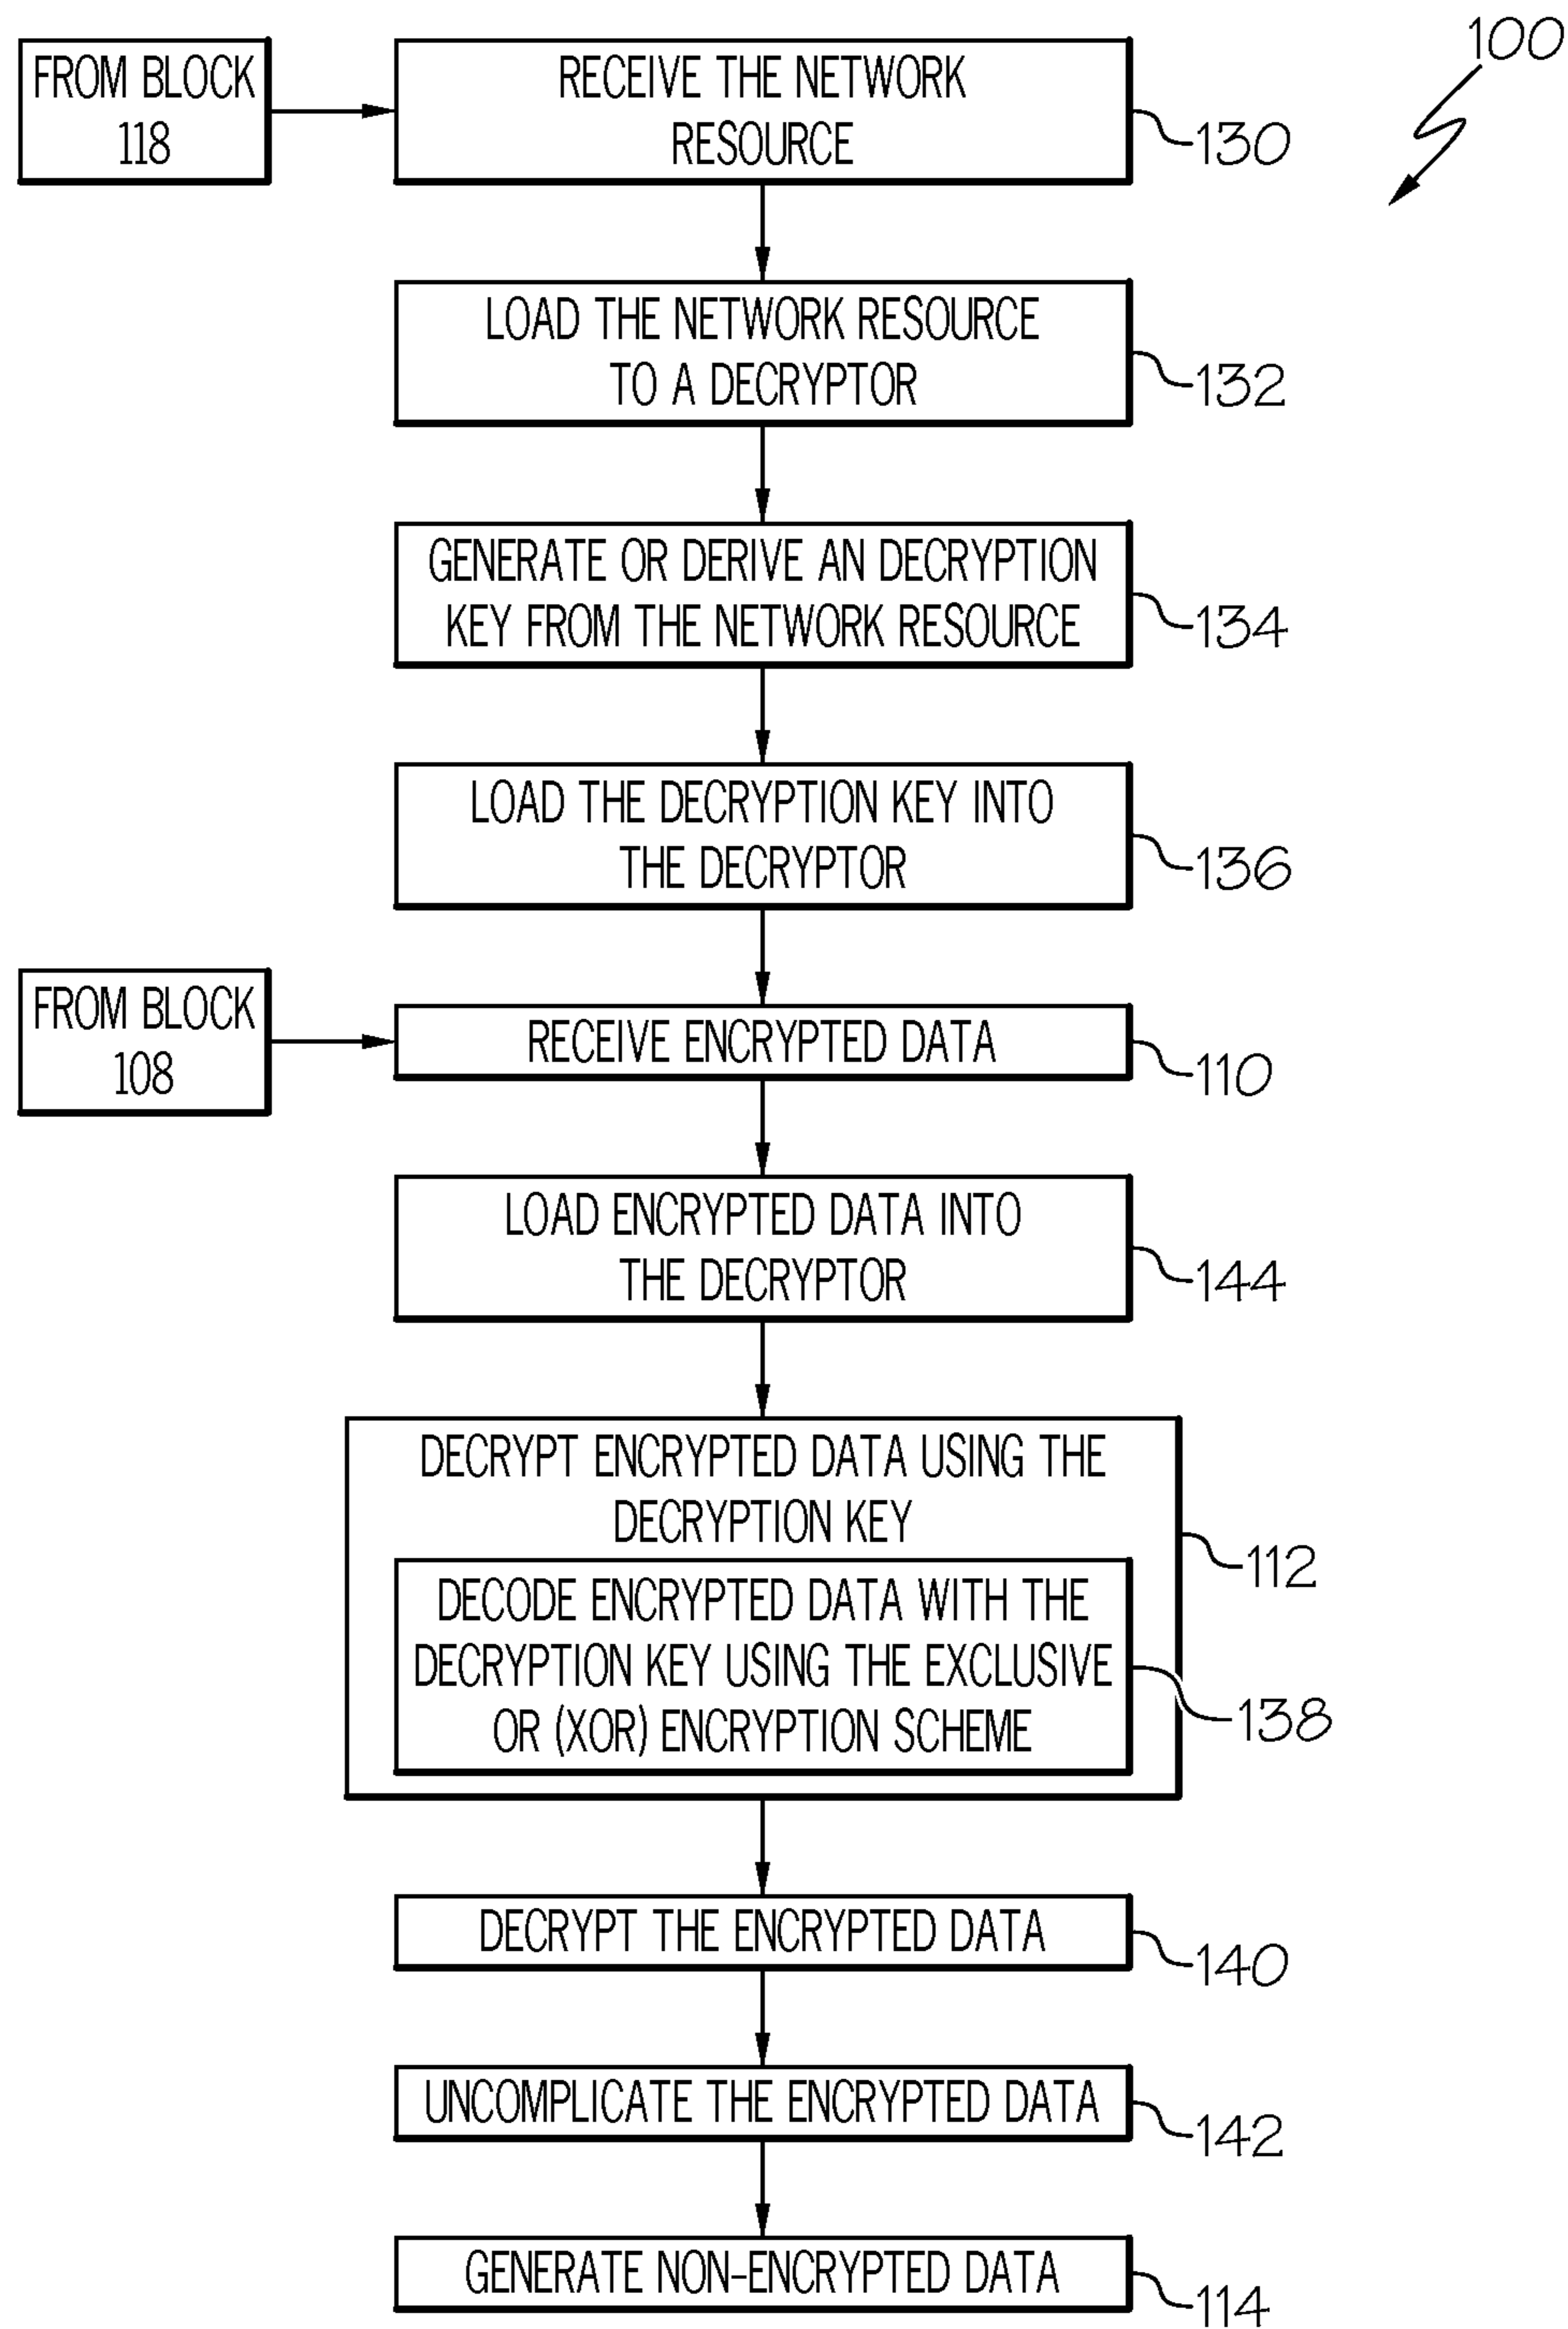 100
FROM BLOCK
118
RECEIVE THE NETWORK
RESOURCE
130
LOAD THE NETWORK RESOURCE
TO A DECRYPTOR
132
GENERATE OR DERIVE AN DECRYPTION
KEY FROM THE NETWORK RESOURCE
134
LOAD THE DECRYPTION KEY INTO
THE DECRYPTOR
136
FROM BLOCK
108
RECEIVE ENCRYPTED DATA
110
LOAD ENCRYPTED DATA INTO
THE DECRYPTOR
144
DECRYPT ENCRYPTED DATA USING THE
DECRYPTION KEY
112
DECODE ENCRYPTED DATA WITH THE
DECRYPTION KEY USING THE EXCLUSIVE
OR (XOR) ENCRYPTION SCHEME
138
DECRYPT THE ENCRYPTED DATA
140
UNCOMPLICATE THE ENCRYPTED DATA
142
GENERATE NON-ENCRYPTED DATA
114